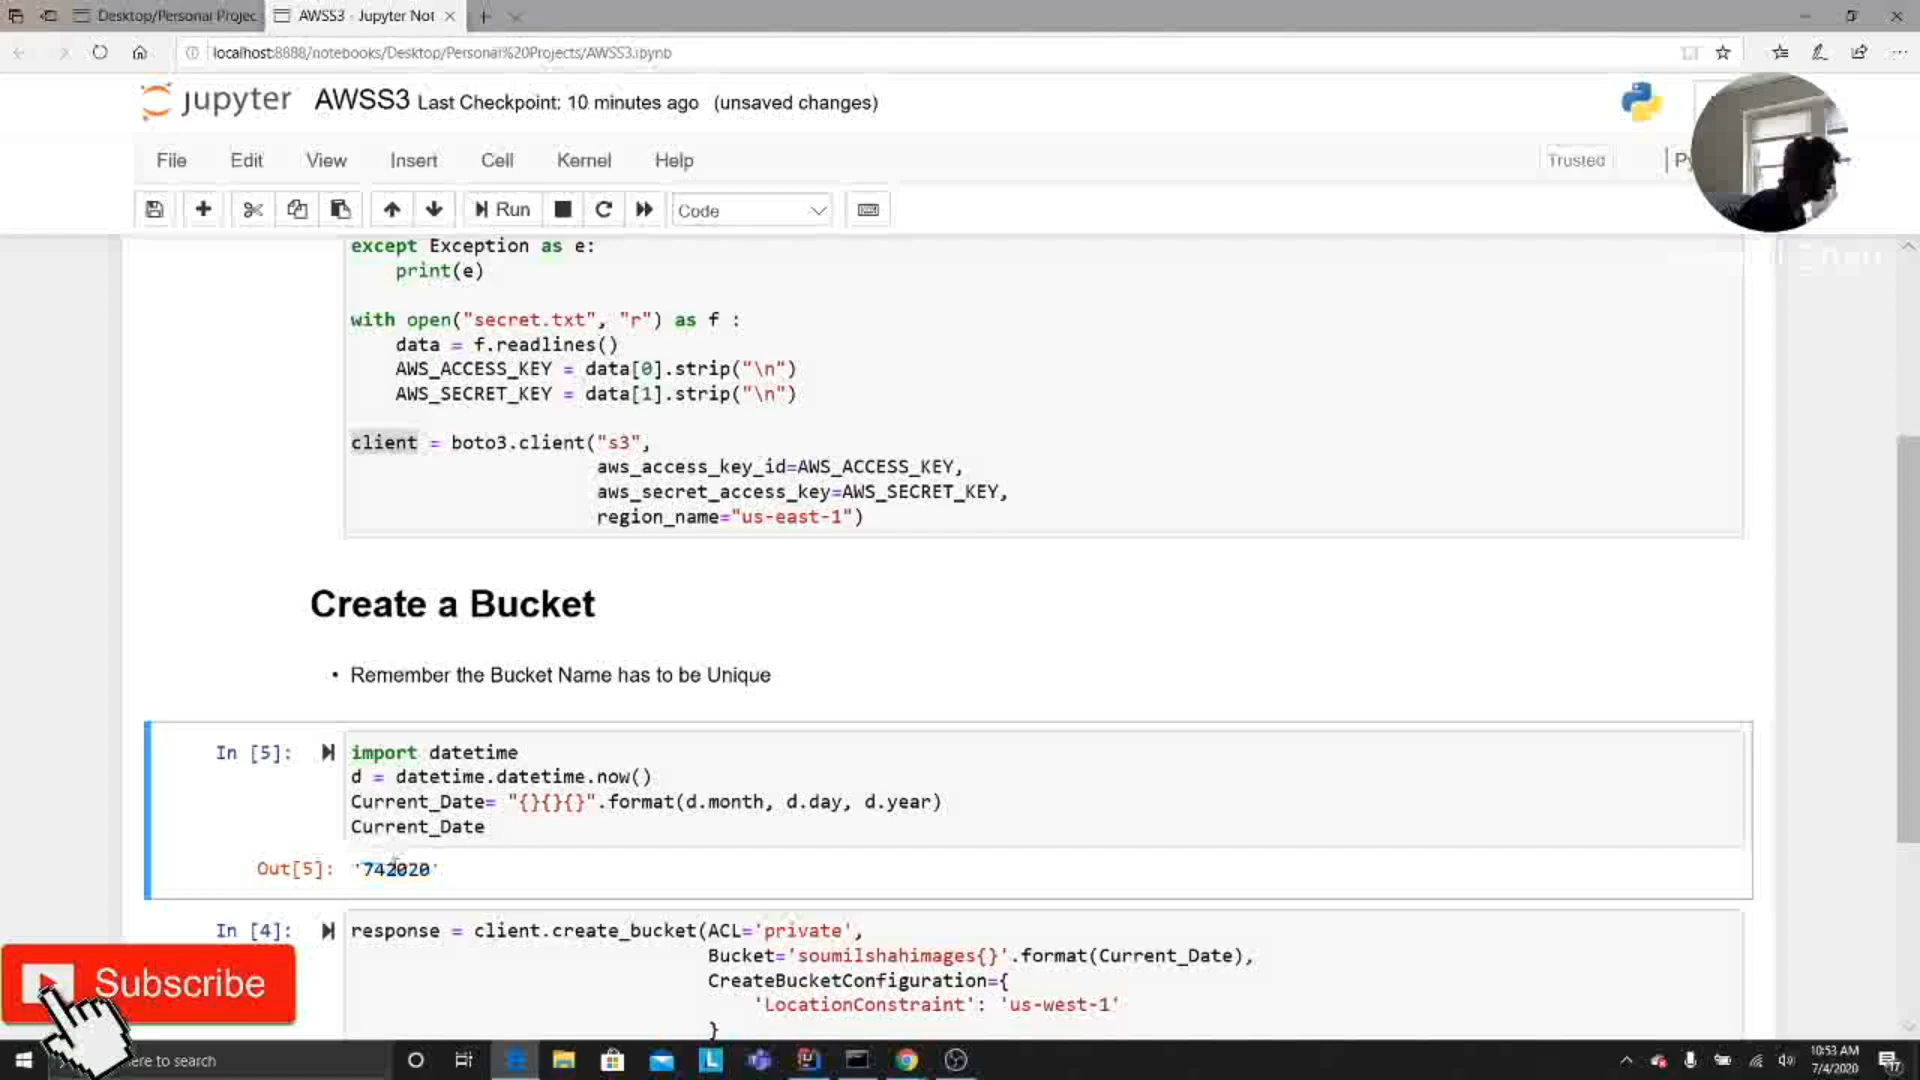 Desktop/Personal Projec
AWSS3 - Jupyter Not
localhost:8888/notebooks/Desktop/Personal%20Projects/AWSS3.ipynb
jupyter AWSS3 Last Checkpoint: 10 minutes ago (unsaved changes)
File Edit View Insert Cell Kernel Help Trusted Py
Run Code
except Exception as e:
print(e)
with open("secret.txt", "r") as f :
data = f.readlines()
AWS_ACCESS_KEY = data[0].strip("\n")
AWS_SECRET_KEY = data[1].strip("\n")
client = boto3.client("s3",
aws_access_key_id=AWS_ACCESS_KEY,
aws_secret_access_key=AWS_SECRET_KEY,
region_name="us-east-1")
Create a Bucket
• Remember the Bucket Name has to be Unique
In [5]: import datetime
d = datetime.datetime.now()
Current_Date= "{}{}{}".format(d.month, d.day, d.year)
Current_Date
Out[5]: '742020'
In [4]: response = client.create_bucket(ACL='private',
Bucket='soumilshahimages{}'.format(Current_Date),
CreateBucketConfiguration={
'LocationConstraint': 'us-west-1'
}
Subscribe
ere to search
10:53 AM
7/4/2020
17